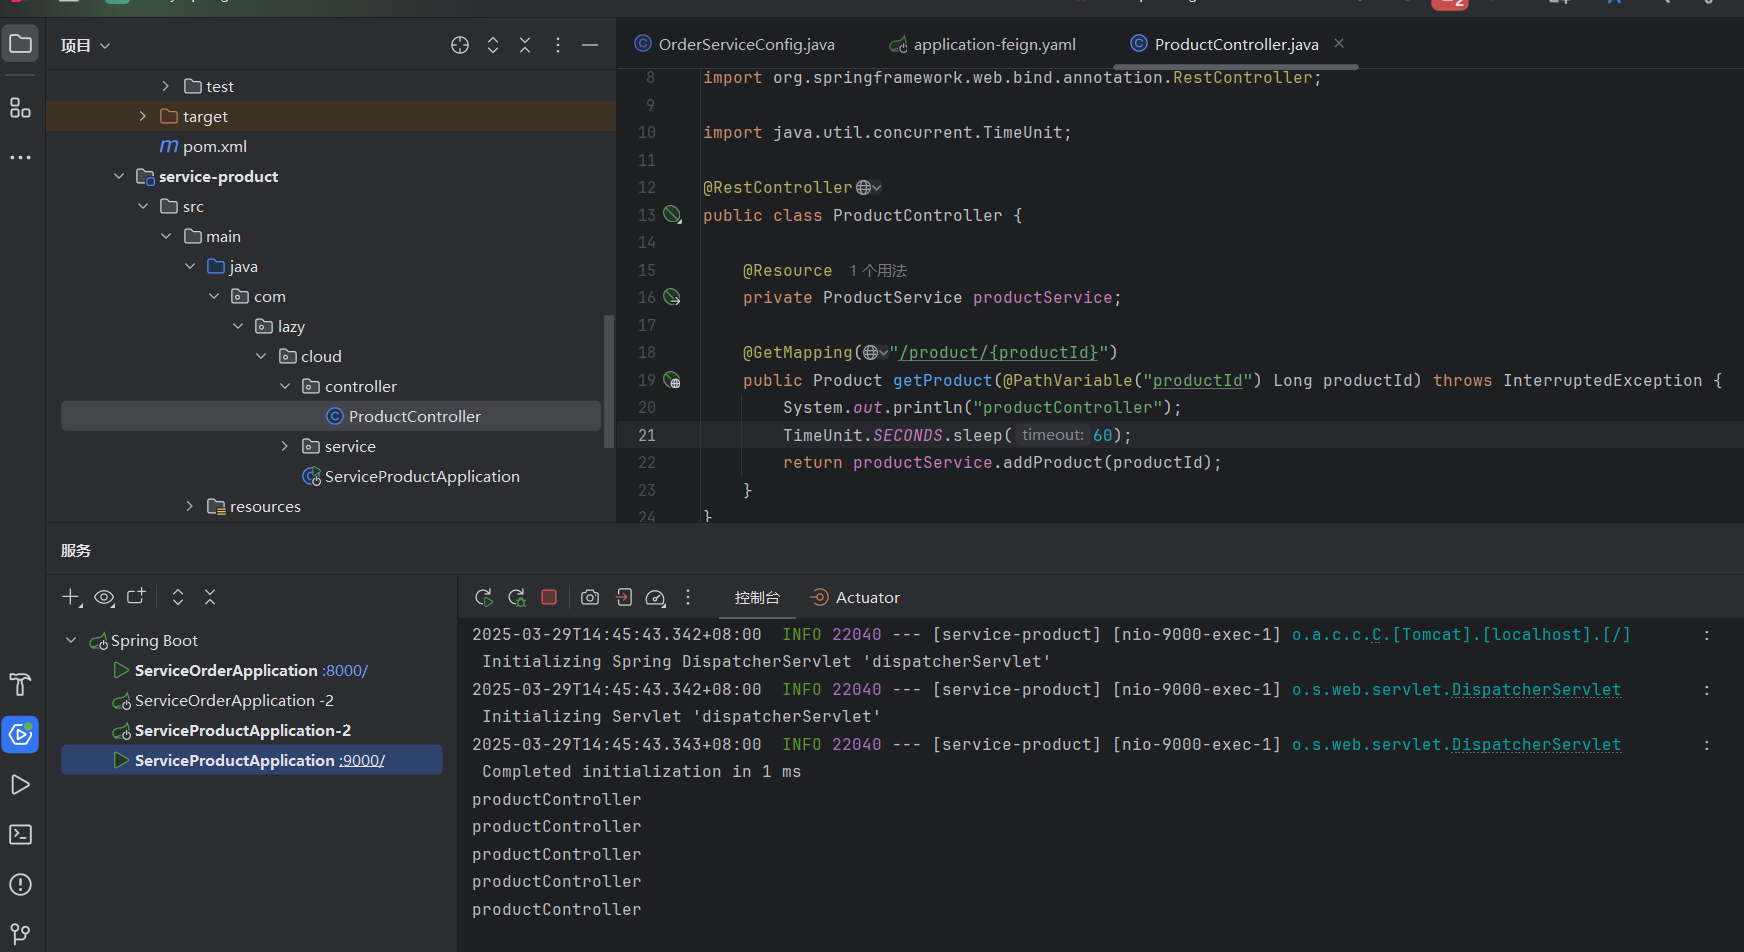 2
项目
OrderServiceConfig.java
application-feign.yaml
ProductController.java
test
target
pom.xml
service-product
src
main
java
com
lazy
cloud
controller
ProductController
service
ServiceProductApplication
resources
8 import org.springframework.web.bind.annotation.RestController;
9
10 import java.util.concurrent.TimeUnit;
11
12 @RestController
13 public class ProductController {
14
15 @Resource 1 个用法
16 private ProductService productService;
17
18 @GetMapping("/product/{productId}")
19 public Product getProduct(@PathVariable("productId") Long productId) throws InterruptedException {
20 System.out.println("productController");
21 TimeUnit.SECONDS.sleep( timeout: 60);
22 return productService.addProduct(productId);
23 }
24 }
服务
控制台
Actuator
Spring Boot
ServiceOrderApplication :8000/
ServiceOrderApplication -2
ServiceProductApplication-2
ServiceProductApplication :9000/
2025-03-29T14:45:43.342+08:00 INFO 22040 --- [service-product] [nio-9000-exec-1] o.a.c.c.C.[Tomcat].[localhost].[/] :
Initializing Spring DispatcherServlet 'dispatcherServlet'
2025-03-29T14:45:43.342+08:00 INFO 22040 --- [service-product] [nio-9000-exec-1] o.s.web.servlet.DispatcherServlet :
Initializing Servlet 'dispatcherServlet'
2025-03-29T14:45:43.343+08:00 INFO 22040 --- [service-product] [nio-9000-exec-1] o.s.web.servlet.DispatcherServlet :
Completed initialization in 1 ms
productController
productController
productController
productController
productController